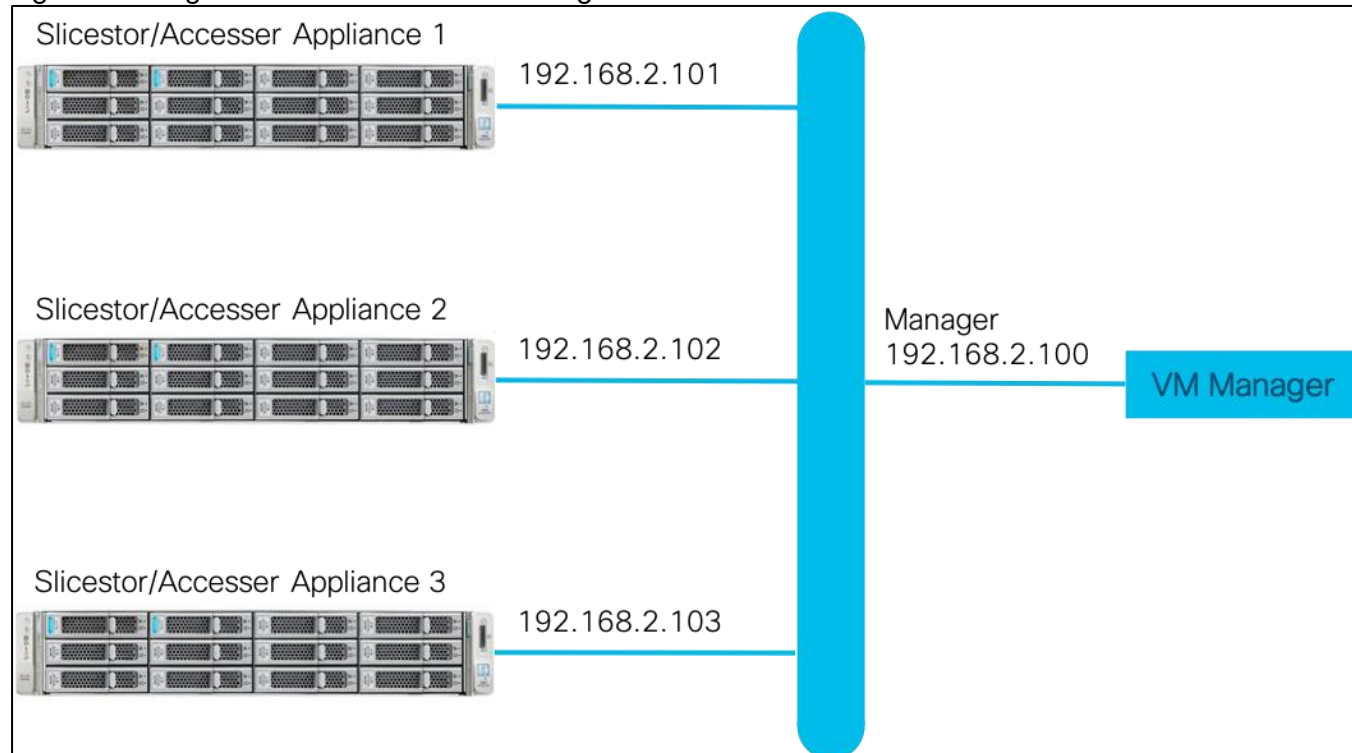 Slicestor/Accesser Appliance 1
192.168.2.101
Slicestor/Accesser Appliance 2
192.168.2.102
Manager
192.168.2.100
VM Manager
Slicestor/Accesser Appliance 3
192.168.2.103